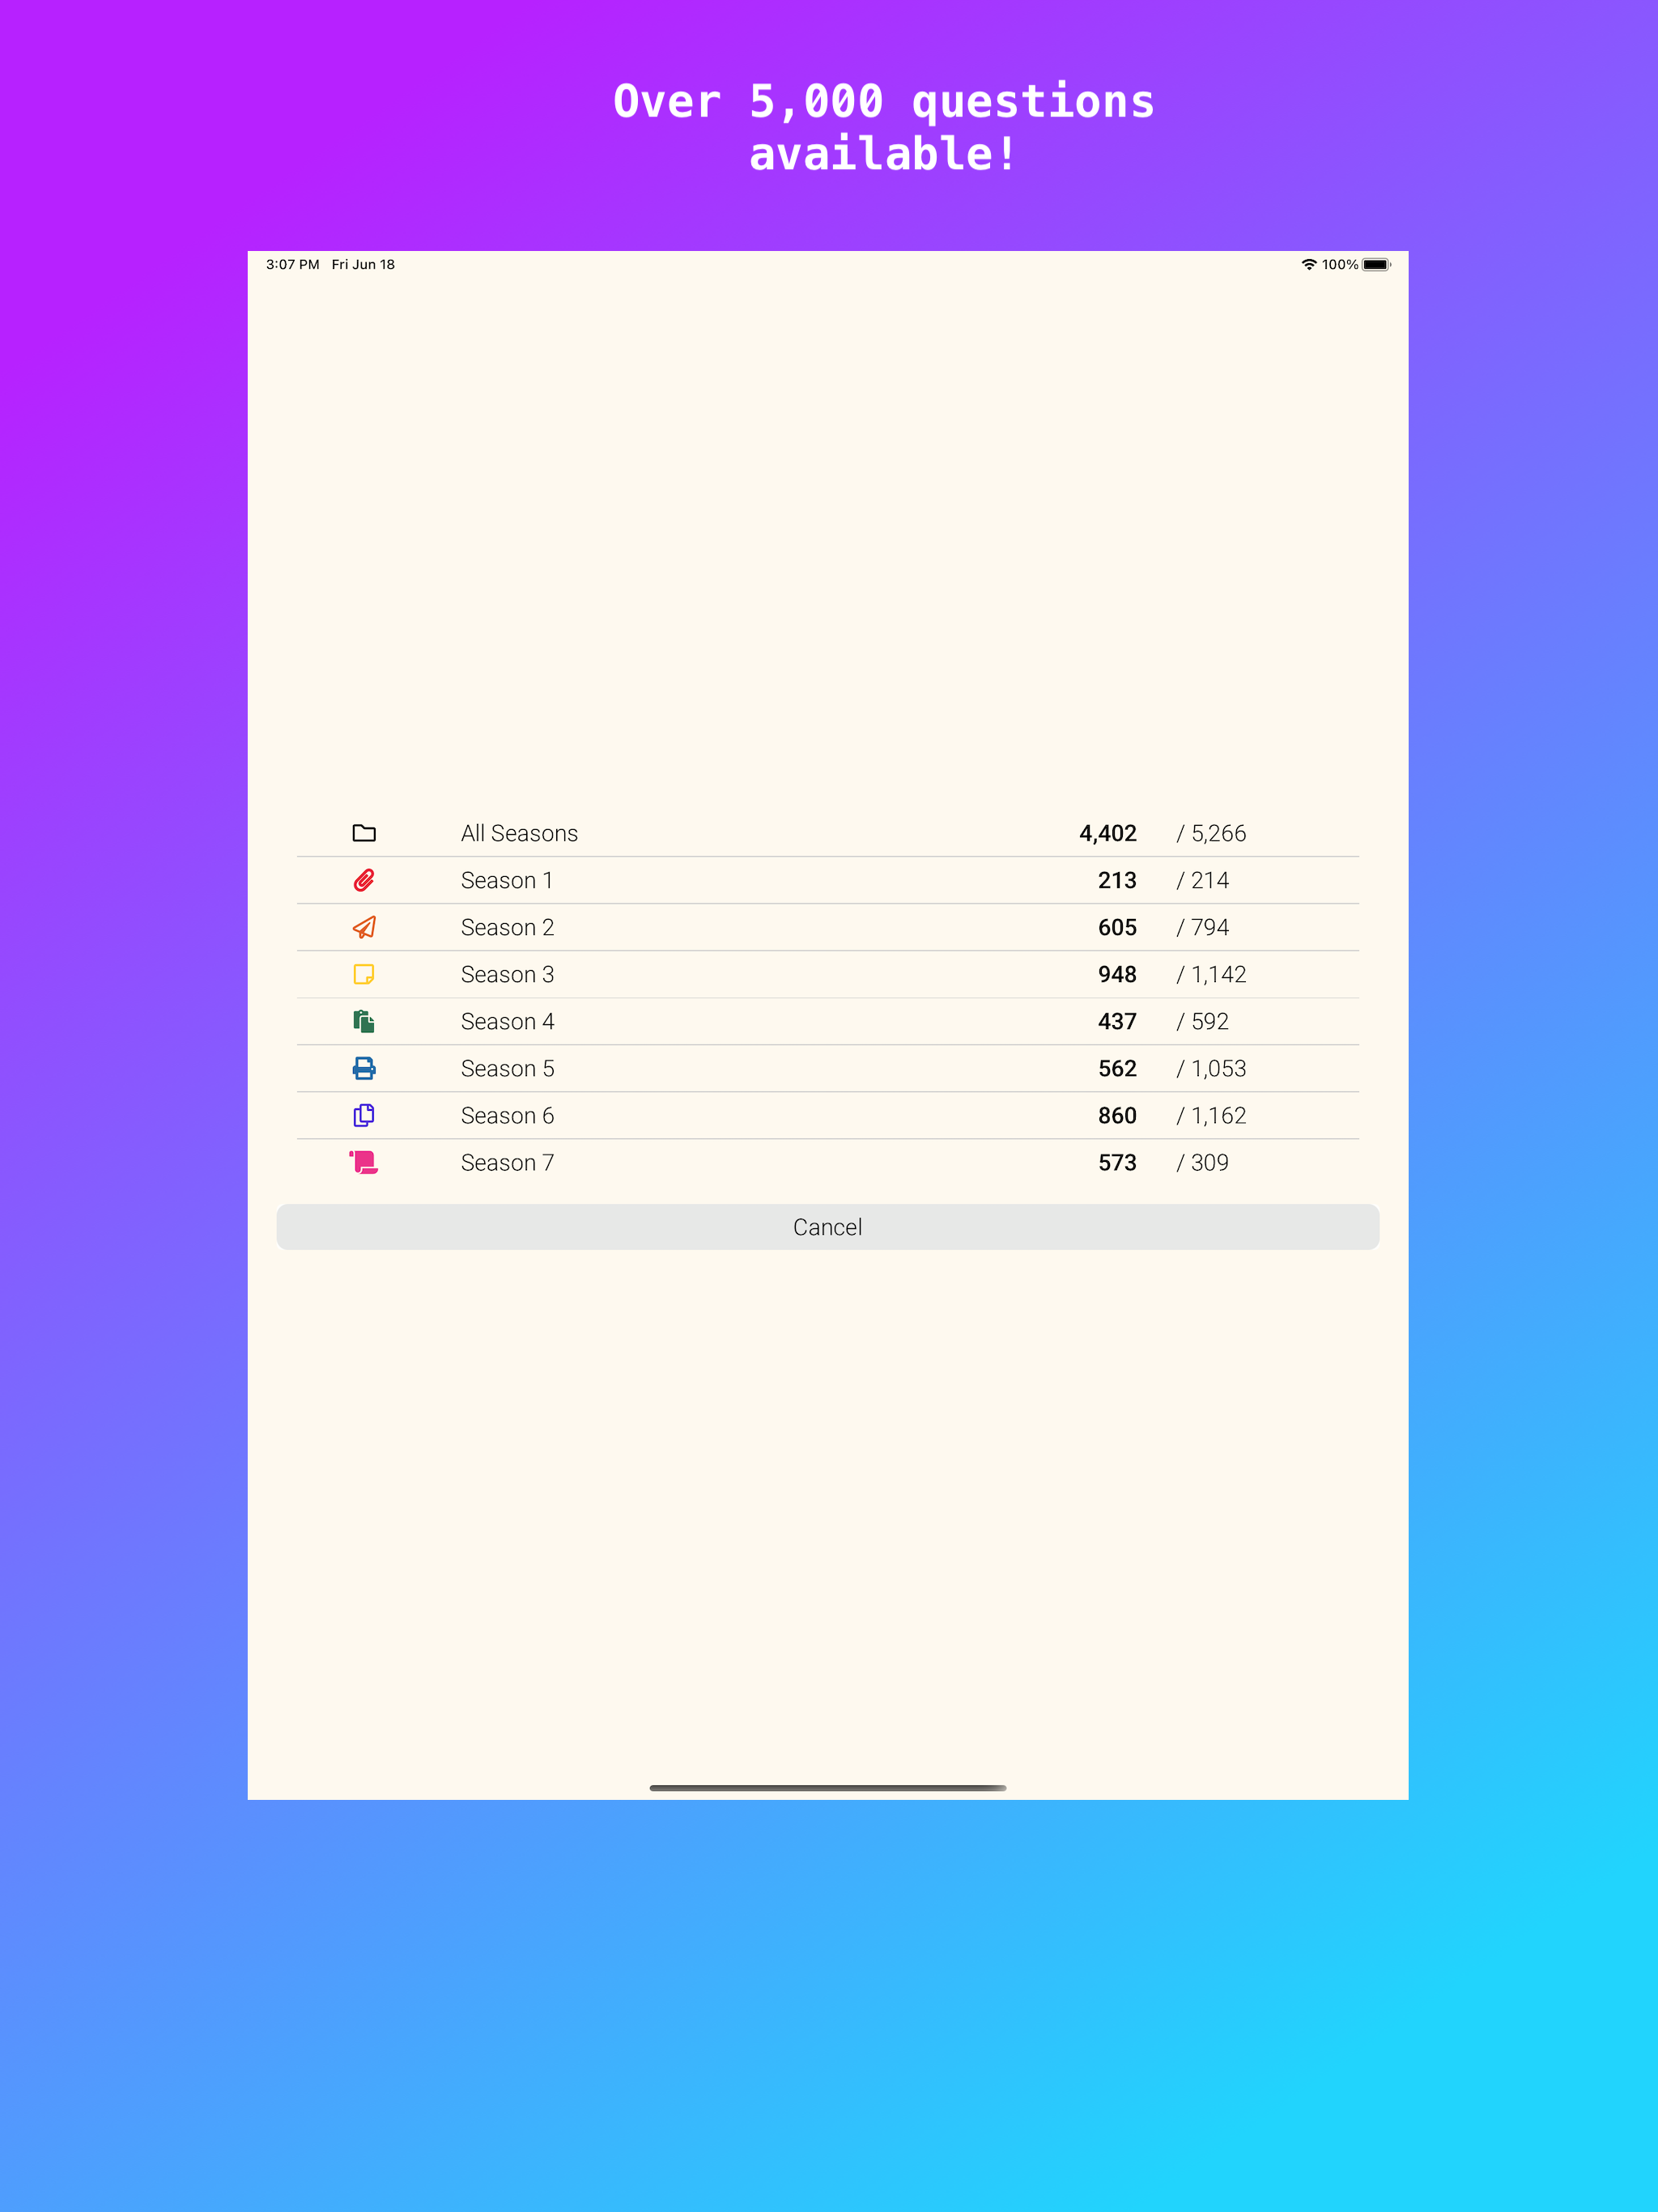 Over 5,000 questions
available!
3:07 PM Fri Jun 18 100%
All Seasons 4,402 / 5,266
Season 1 213 / 214
Season 2 605 / 794
Season 3 948 / 1,142
Season 4 437 / 592
Season 5 562 / 1,053
Season 6 860 / 1,162
Season 7 573 / 309
Cancel